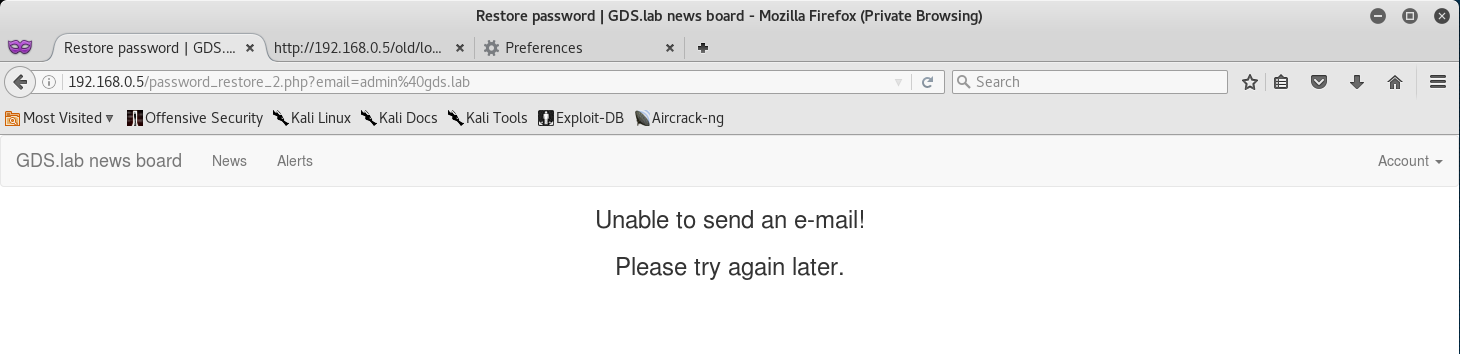 Restore password | GDS.lab news board - Mozilla Firefox (Private Browsing)
Restore password | GDS.... http://192.168.0.5/old/lo... Preferences
192.168.0.5/password_restore_2.php?email=admin%40gds.lab Search
Most Visited Offensive Security Kali Linux Kali Docs Kali Tools Exploit-DB Aircrack-ng
GDS.lab news board News Alerts Account
Unable to send an e-mail!
Please try again later.